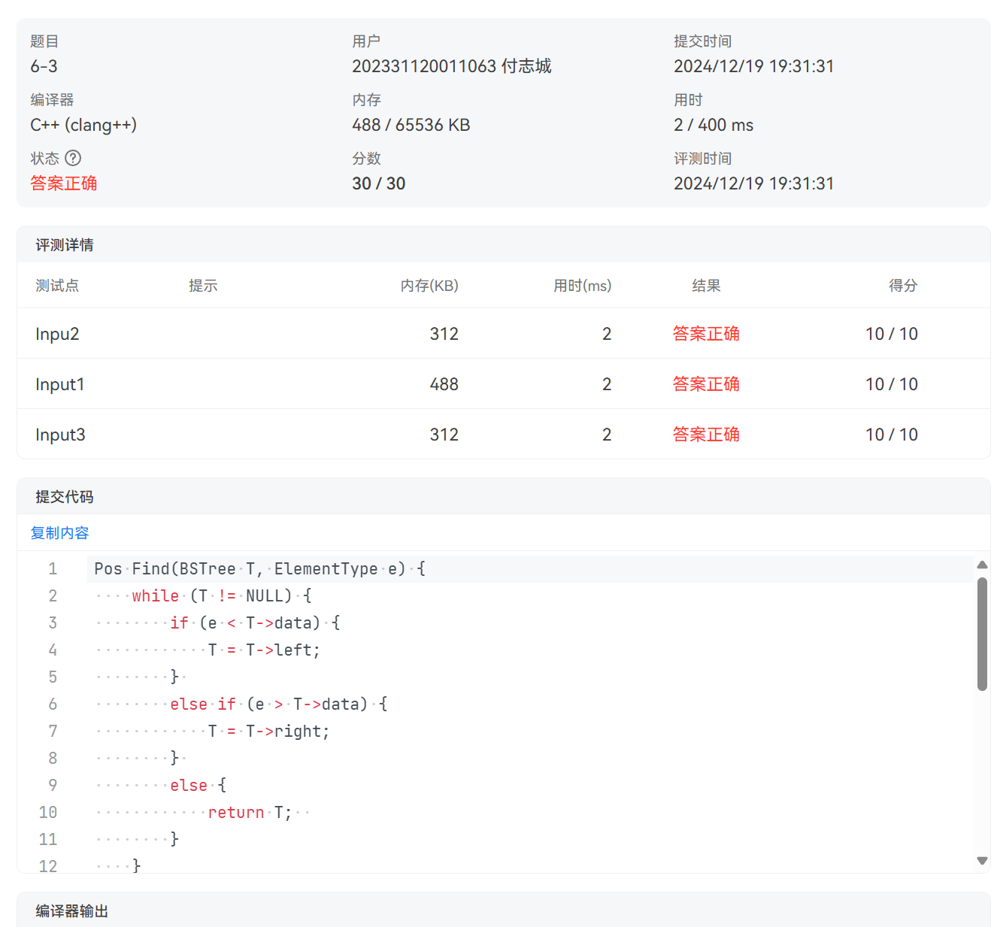 题目 用户 提交时间
6-3 202331120011063 付志城 2024/12/19 19:31:31
编译器 内存 用时
C++ (clang++) 488 / 65536 KB 2 / 400 ms
状态 ? 分数 评测时间
答案正确 30 / 30 2024/12/19 19:31:31
评测详情
测试点 提示 内存(KB) 用时(ms) 结果 得分
Inpu2 312 2 答案正确 10 / 10
Input1 488 2 答案正确 10 / 10
Input3 312 2 答案正确 10 / 10
提交代码
复制内容
1 Pos Find(BSTree T, ElementType e) {
2     while (T != NULL) {
3         if (e < T->data) {
4             T = T->left;
5         }
6         else if (e > T->data) {
7             T = T->right;
8         }
9         else {
10             return T;
11         }
12     }
编译器输出